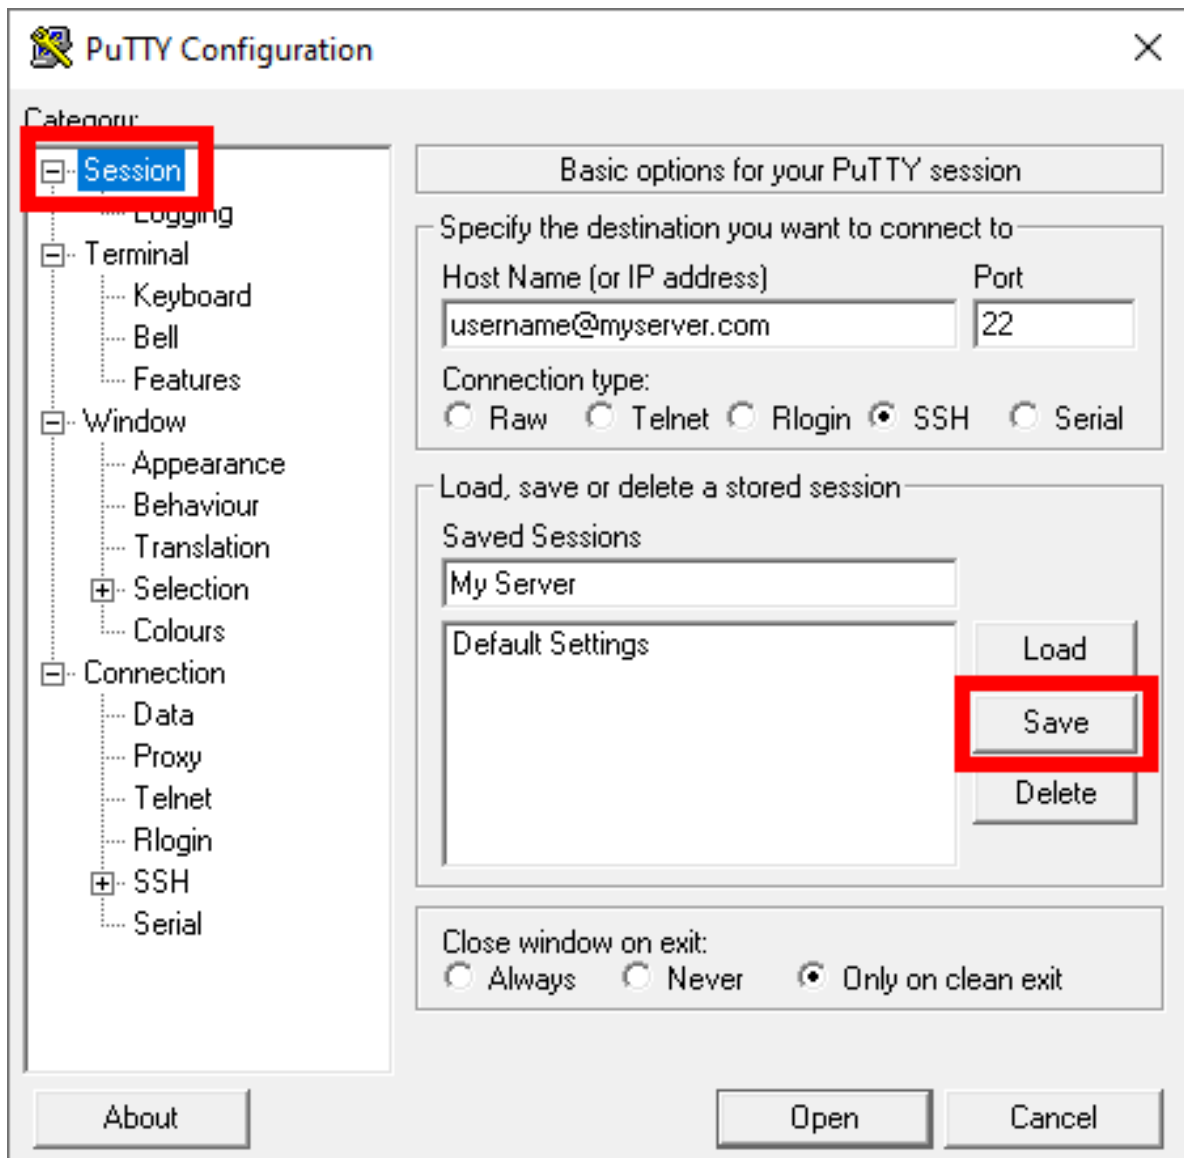 PuTTY Configuration
Category:
Session
Logging
Terminal
Keyboard
Bell
Features
Window
Appearance
Behaviour
Translation
Selection
Colours
Connection
Data
Proxy
Telnet
Rlogin
SSH
Serial
Basic options for your PuTTY session
Specify the destination you want to connect to
Host Name (or IP address) Port
username@myserver.com 22
Connection type:
Raw Telnet Rlogin SSH Serial
Load, save or delete a stored session
Saved Sessions
My Server
Default Settings
Load
Save
Delete
Close window on exit:
Always Never Only on clean exit
About Open Cancel